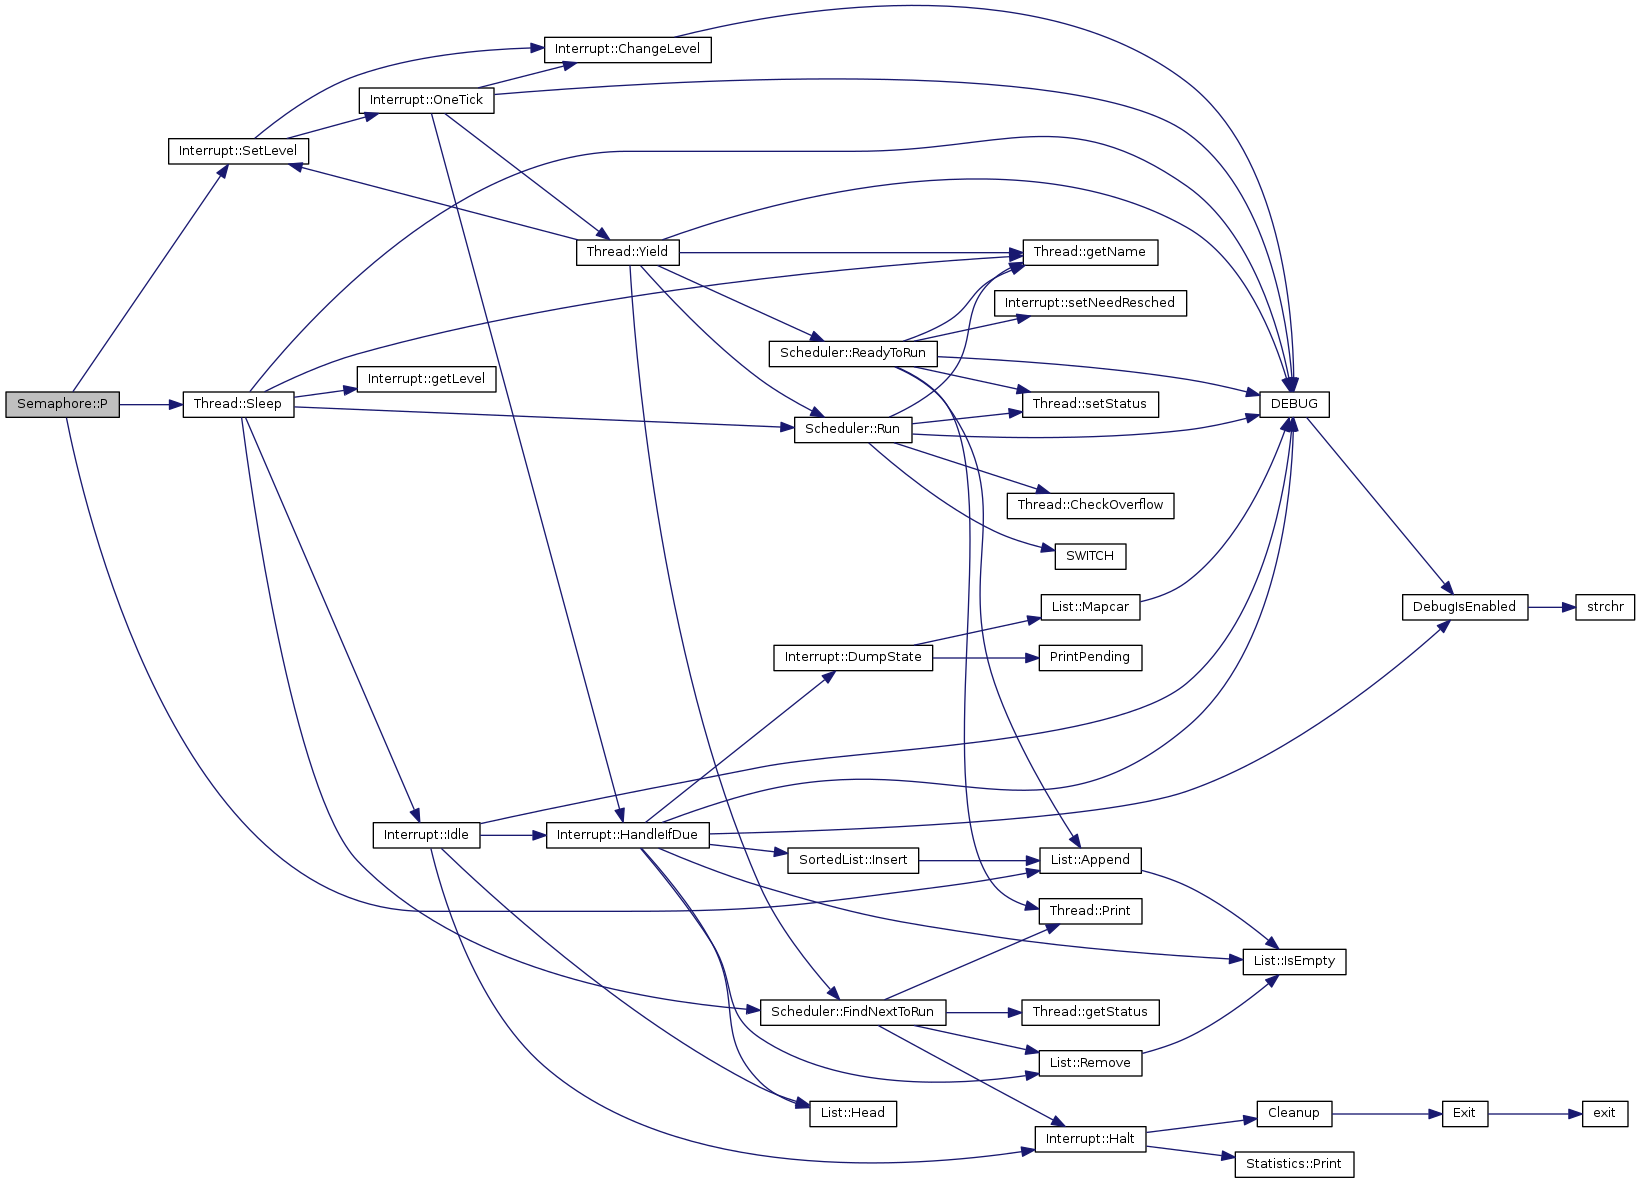 Interrupt::ChangeLevel
Interrupt::OneTick
Interrupt::SetLevel
Thread::Yield
Thread::getName
Interrupt::setNeedResched
Scheduler::ReadyToRun
Interrupt::getLevel
Semaphore::P
Thread::Sleep
Thread::setStatus
DEBUG
Scheduler::Run
Thread::CheckOverflow
SWITCH
List::Mapcar
DebugIsEnabled
strchr
Interrupt::DumpState
PrintPending
Interrupt::Idle
Interrupt::HandleIfDue
SortedList::Insert
List::Append
Thread::Print
List::IsEmpty
Scheduler::FindNextToRun
Thread::getStatus
List::Remove
List::Head
Cleanup
Exit
exit
Interrupt::Halt
Statistics::Print